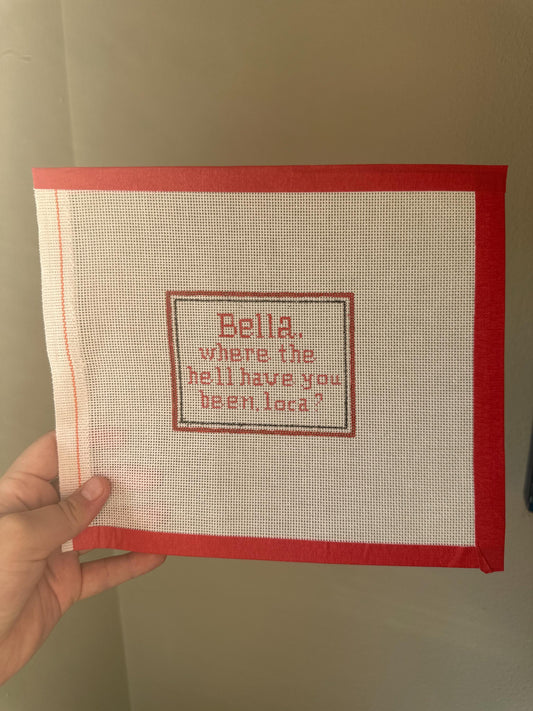 Bella,
where the
hell have you
been, loca?